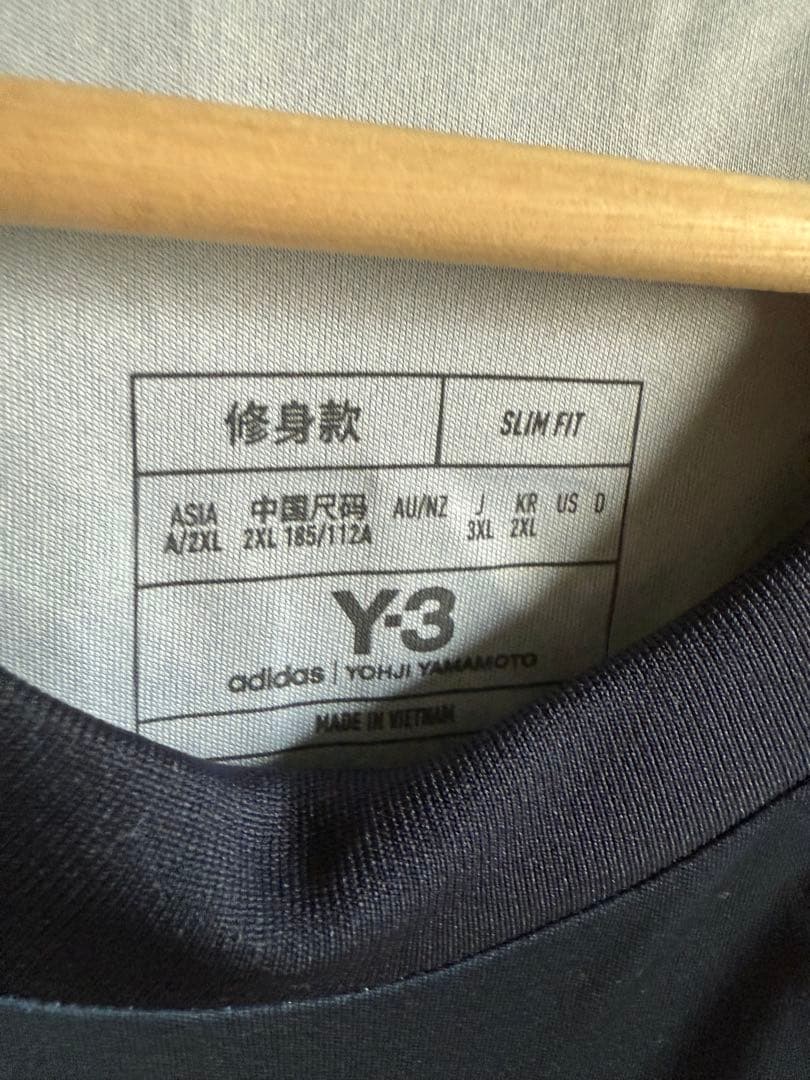 修身款 SLIM FIT
ASIA 中国尺码 AU/NZ J KR US D
A/2XL 2XL 185/112A 3XL 2XL
Y-3
adidas | YOHJI YAMAMOTO
MADE IN VIETNAM